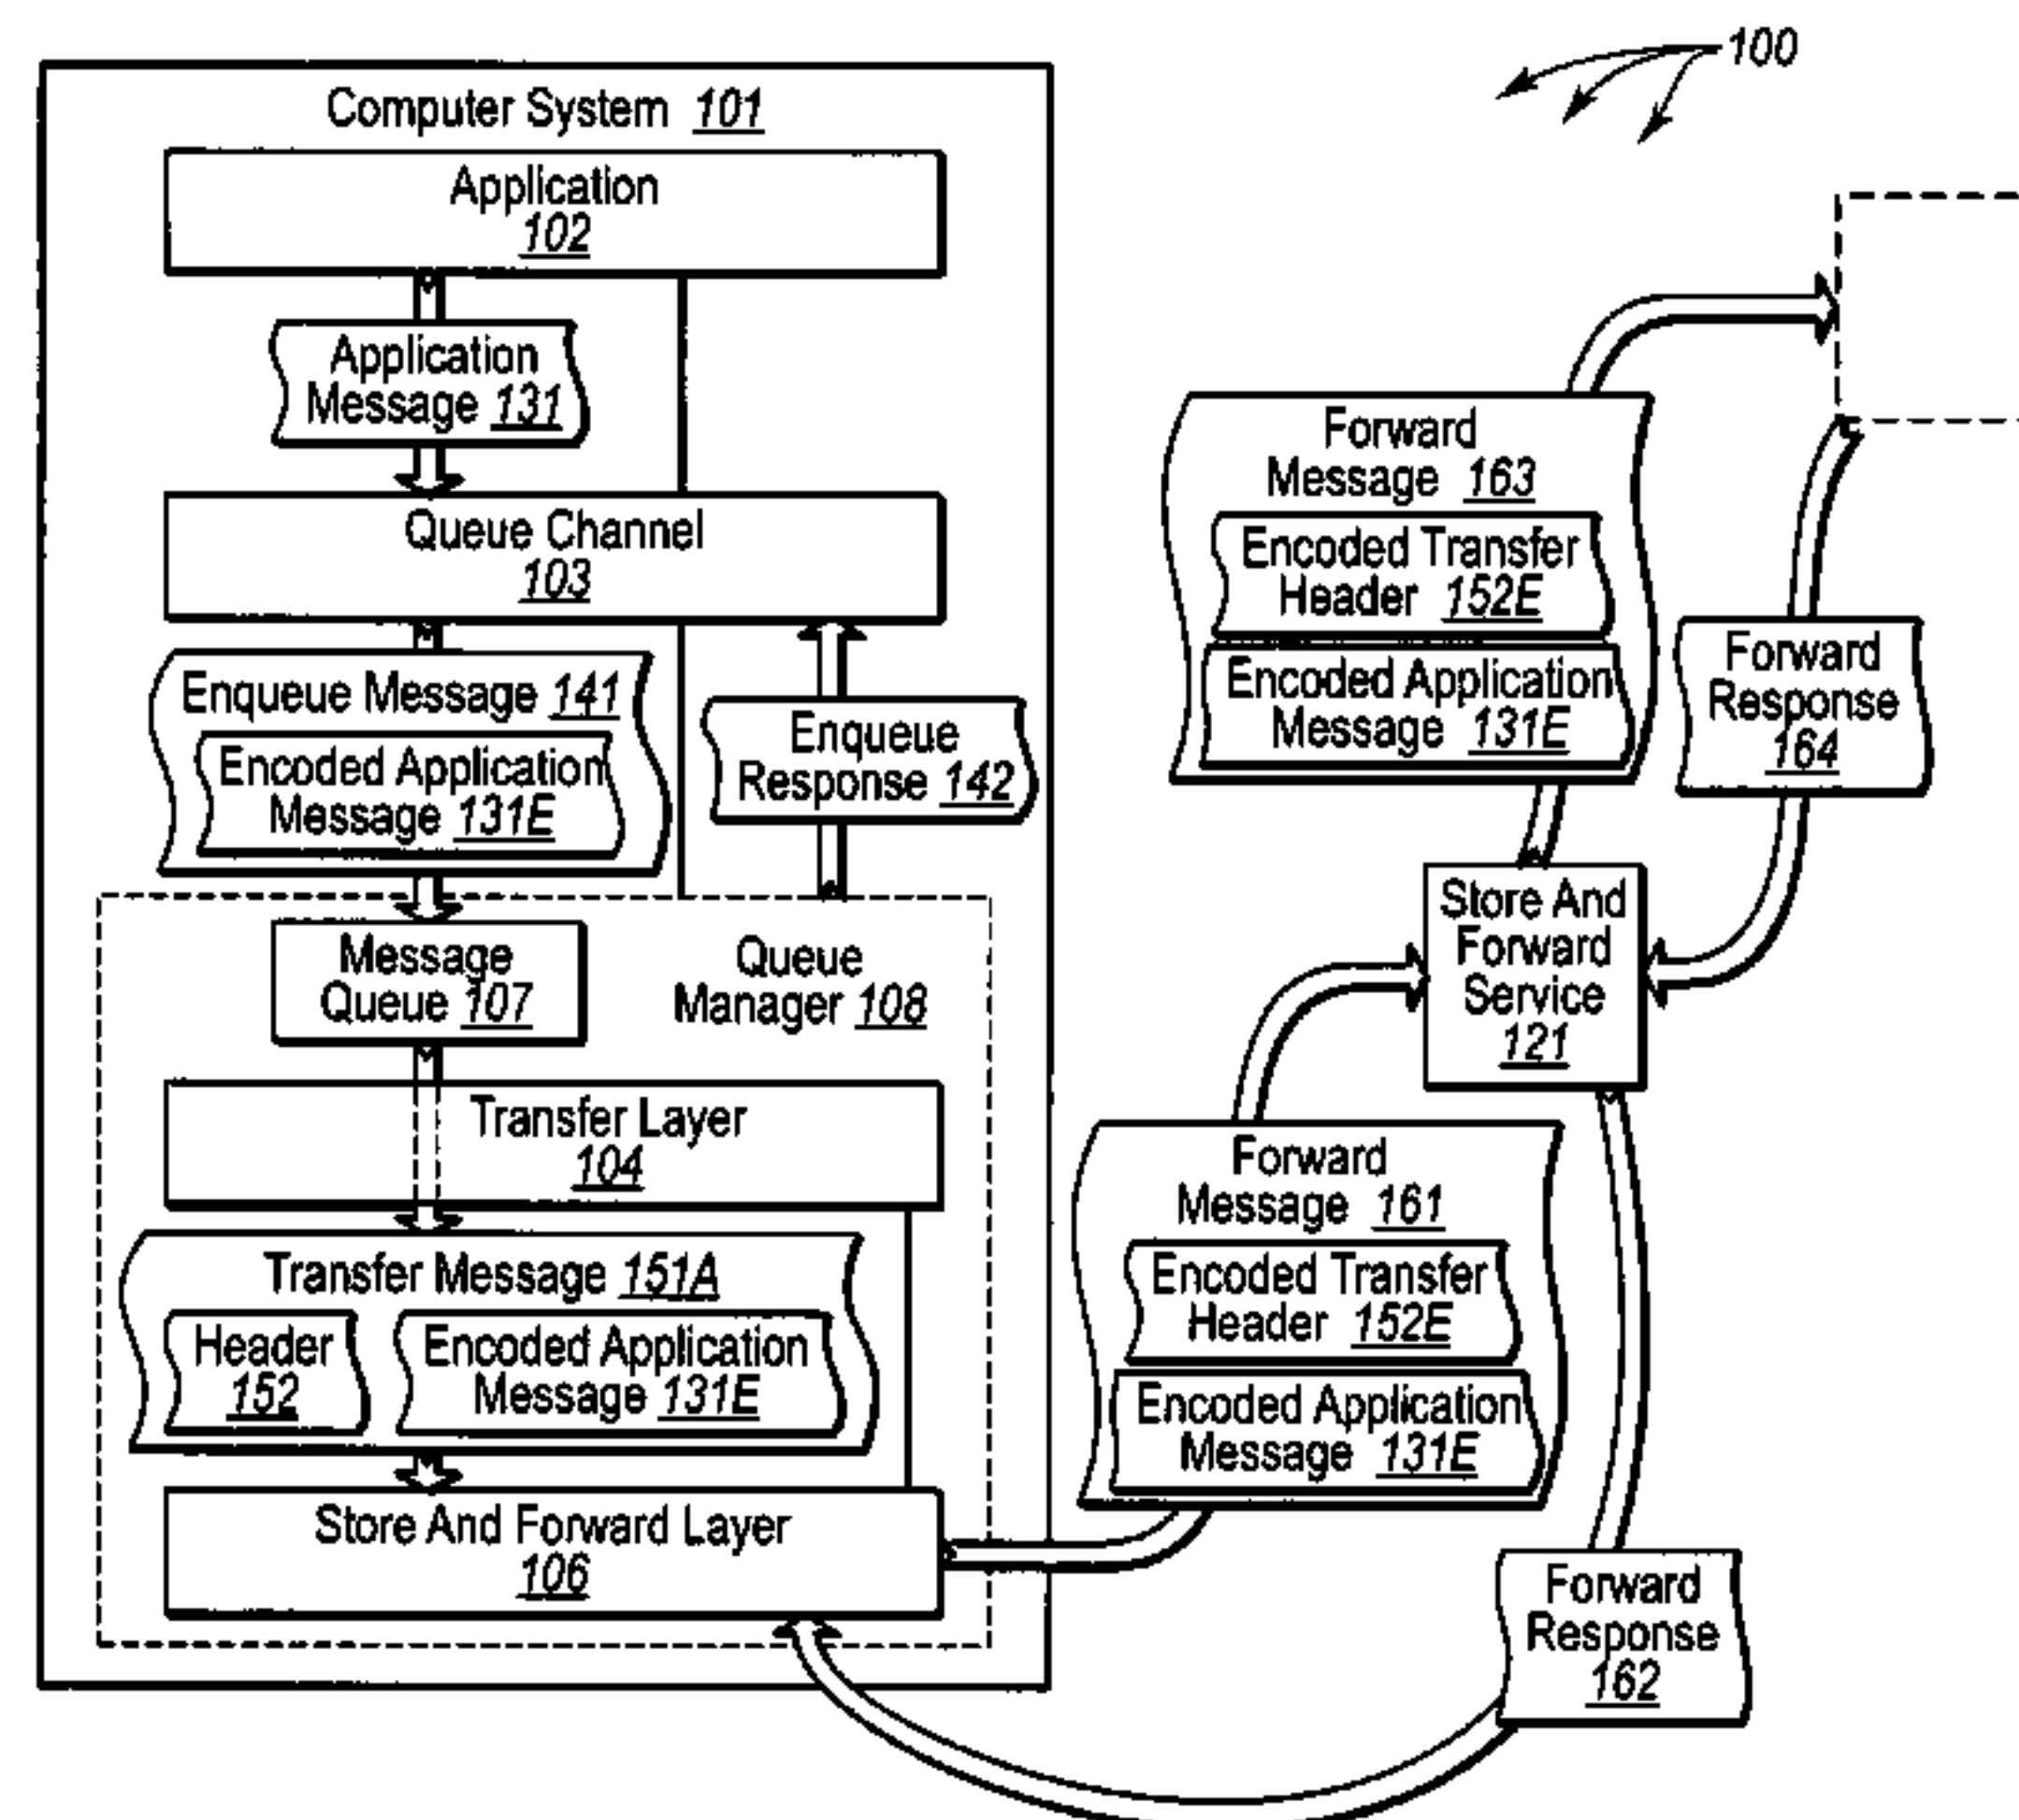 100
Computer System 101
Application
102
Application
Message 131
Queue Channel
103
Enqueue Message 141
Encoded Application
Message 131E
Enqueue
Response 142
Message
Queue 107
Queue
Manager 108
Transfer Layer
104
Transfer Message 151A
Header
152
Encoded Application
Message 131E
Store And Forward Layer
106
Forward
Message 163
Encoded Transfer
Header 152E
Encoded Application
Message 131E
Forward
Response
164
Store And
Forward
Service
121
Forward
Message 161
Encoded Transfer
Header 152E
Encoded Application
Message 131E
Forward
Response
162